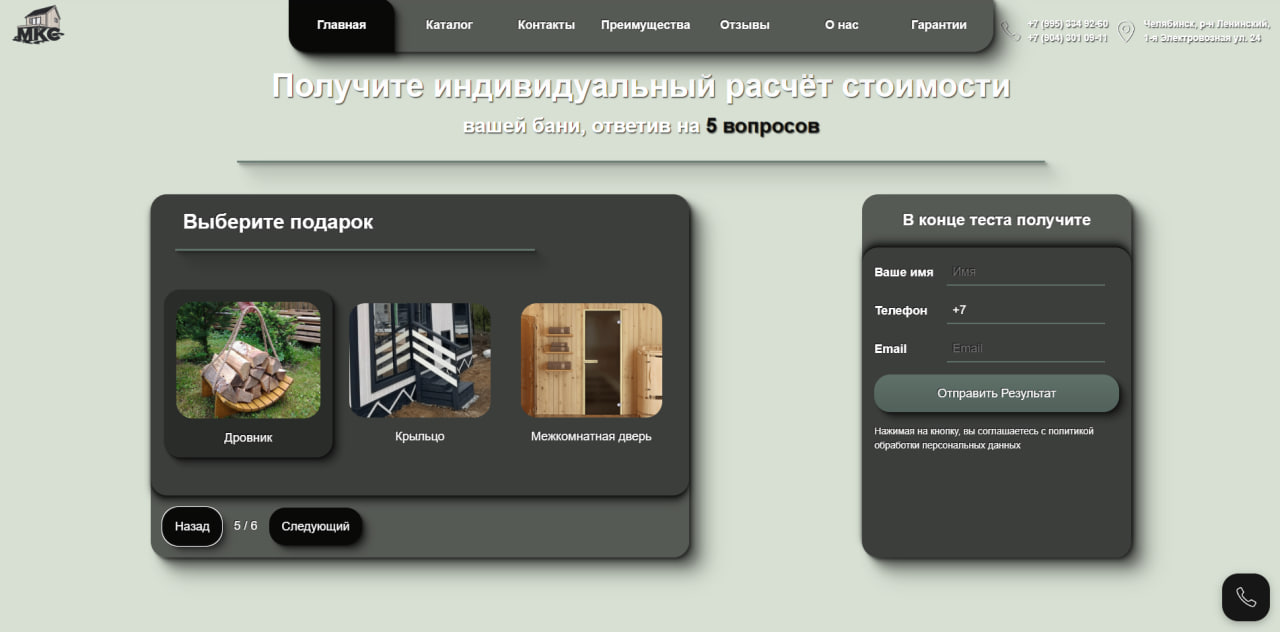 МКС
Главная
Каталог
Контакты
Преимущества
Отзывы
О нас
Гарантии
+7 (995) 334 92-50
+7 (904) 301 09-11
Челябинск, р-н Ленинский,
1-я Электровозная ул. 24
Получите индивидуальный расчёт стоимости
вашей бани, ответив на 5 вопросов
Выберите подарок
Дровник
Крыльцо
Межкомнатная дверь
Назад
5 / 6
Следующий
В конце теста получите
Ваше имя
Имя
Телефон
+7
Email
Email
Отправить Результат
Нажимая на кнопку, вы соглашаетесь с политикой
обработки персональных данных